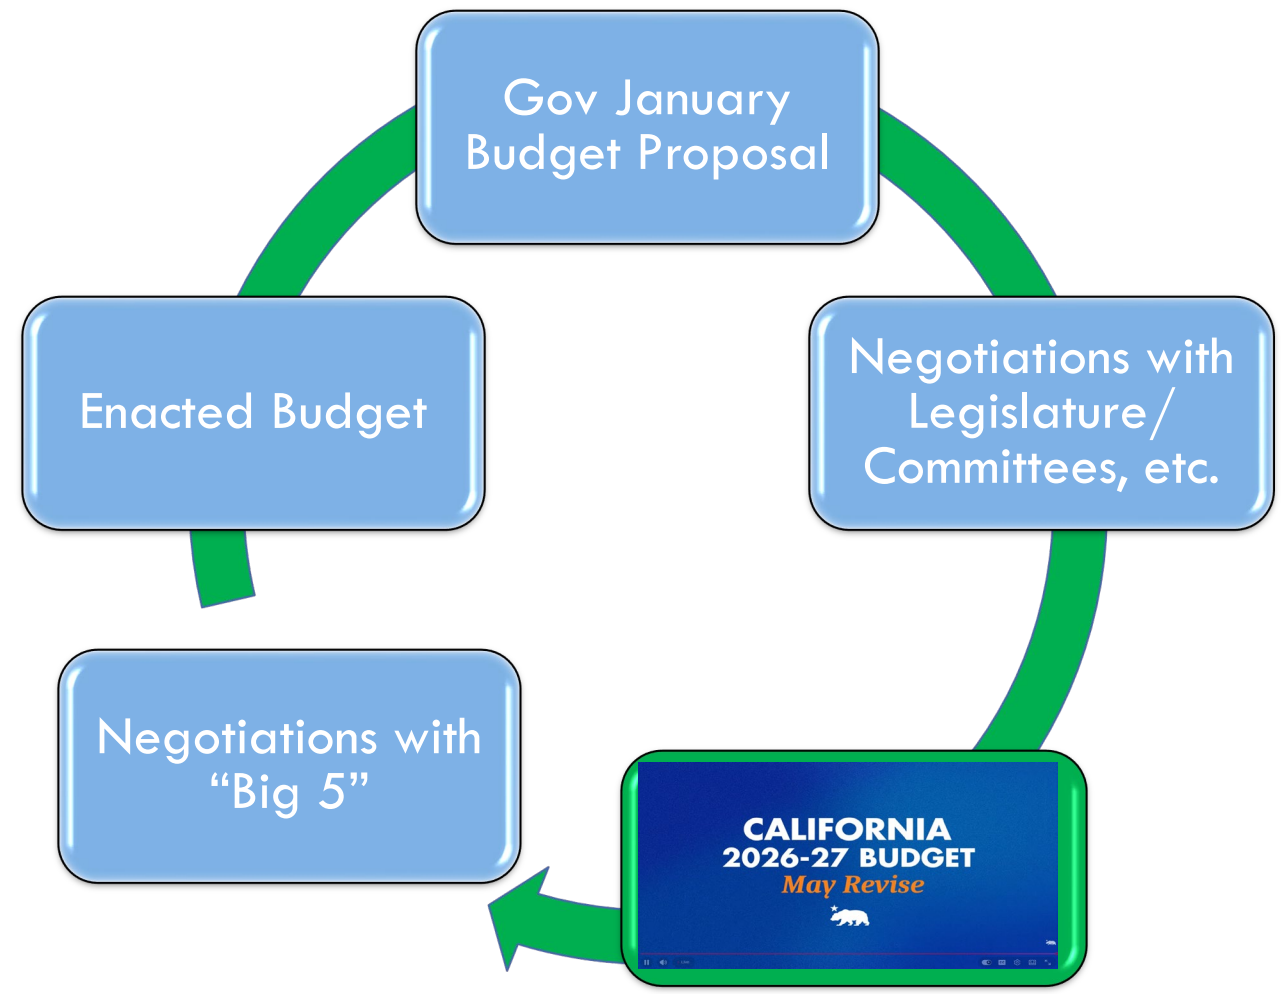 Gov January
Budget Proposal
Negotiations with
Legislature/
Committees, etc.
Enacted Budget
Negotiations with
“Big 5”
CALIFORNIA
2026-27 BUDGET
May Revise